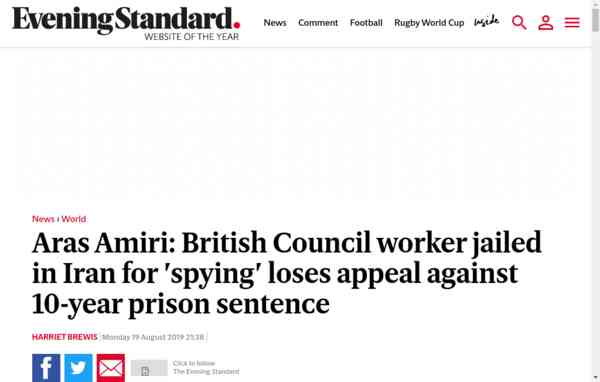 Evening Standard.
WEBSITE OF THE YEAR
News Comment Football Rugby World Cup Inside
News › World
Aras Amiri: British Council worker jailed
in Iran for 'spying' loses appeal against
10-year prison sentence
HARRIET BREWIS | Monday 19 August 2019 21:38 |
Click to follow
The Evening Standard